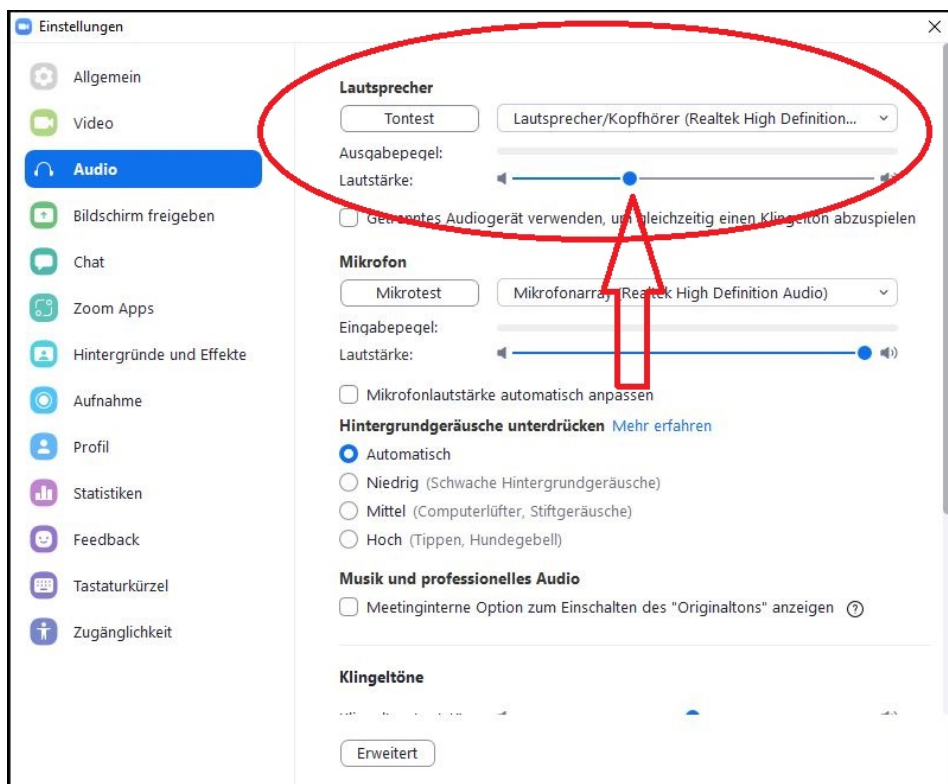 Einstellungen
Allgemein
Video
Audio
Bildschirm freigeben
Chat
Zoom Apps
Hintergründe und Effekte
Aufnahme
Profil
Statistiken
Feedback
Tastaturkürzel
Zugänglichkeit
Lautsprecher
Tontest Lautsprecher/Kopfhörer (Realtek High Definition...
Ausgabepegel:
Lautstärke:
Getrenntes Audiogerät verwenden, um gleichzeitig einen Klingelton abzuspielen
Mikrofon
Mikrotest Mikrofonarray (Realtek High Definition Audio)
Eingabepegel:
Lautstärke:
Mikrofonlautstärke automatisch anpassen
Hintergrundgeräusche unterdrücken Mehr erfahren
Automatisch
Niedrig (Schwache Hintergrundgeräusche)
Mittel (Computerlüfter, Stiftgeräusche)
Hoch (Tippen, Hundegebell)
Musik und professionelles Audio
Meetinginterne Option zum Einschalten des "Originaltons" anzeigen ?
Klingeltöne
Erweitert